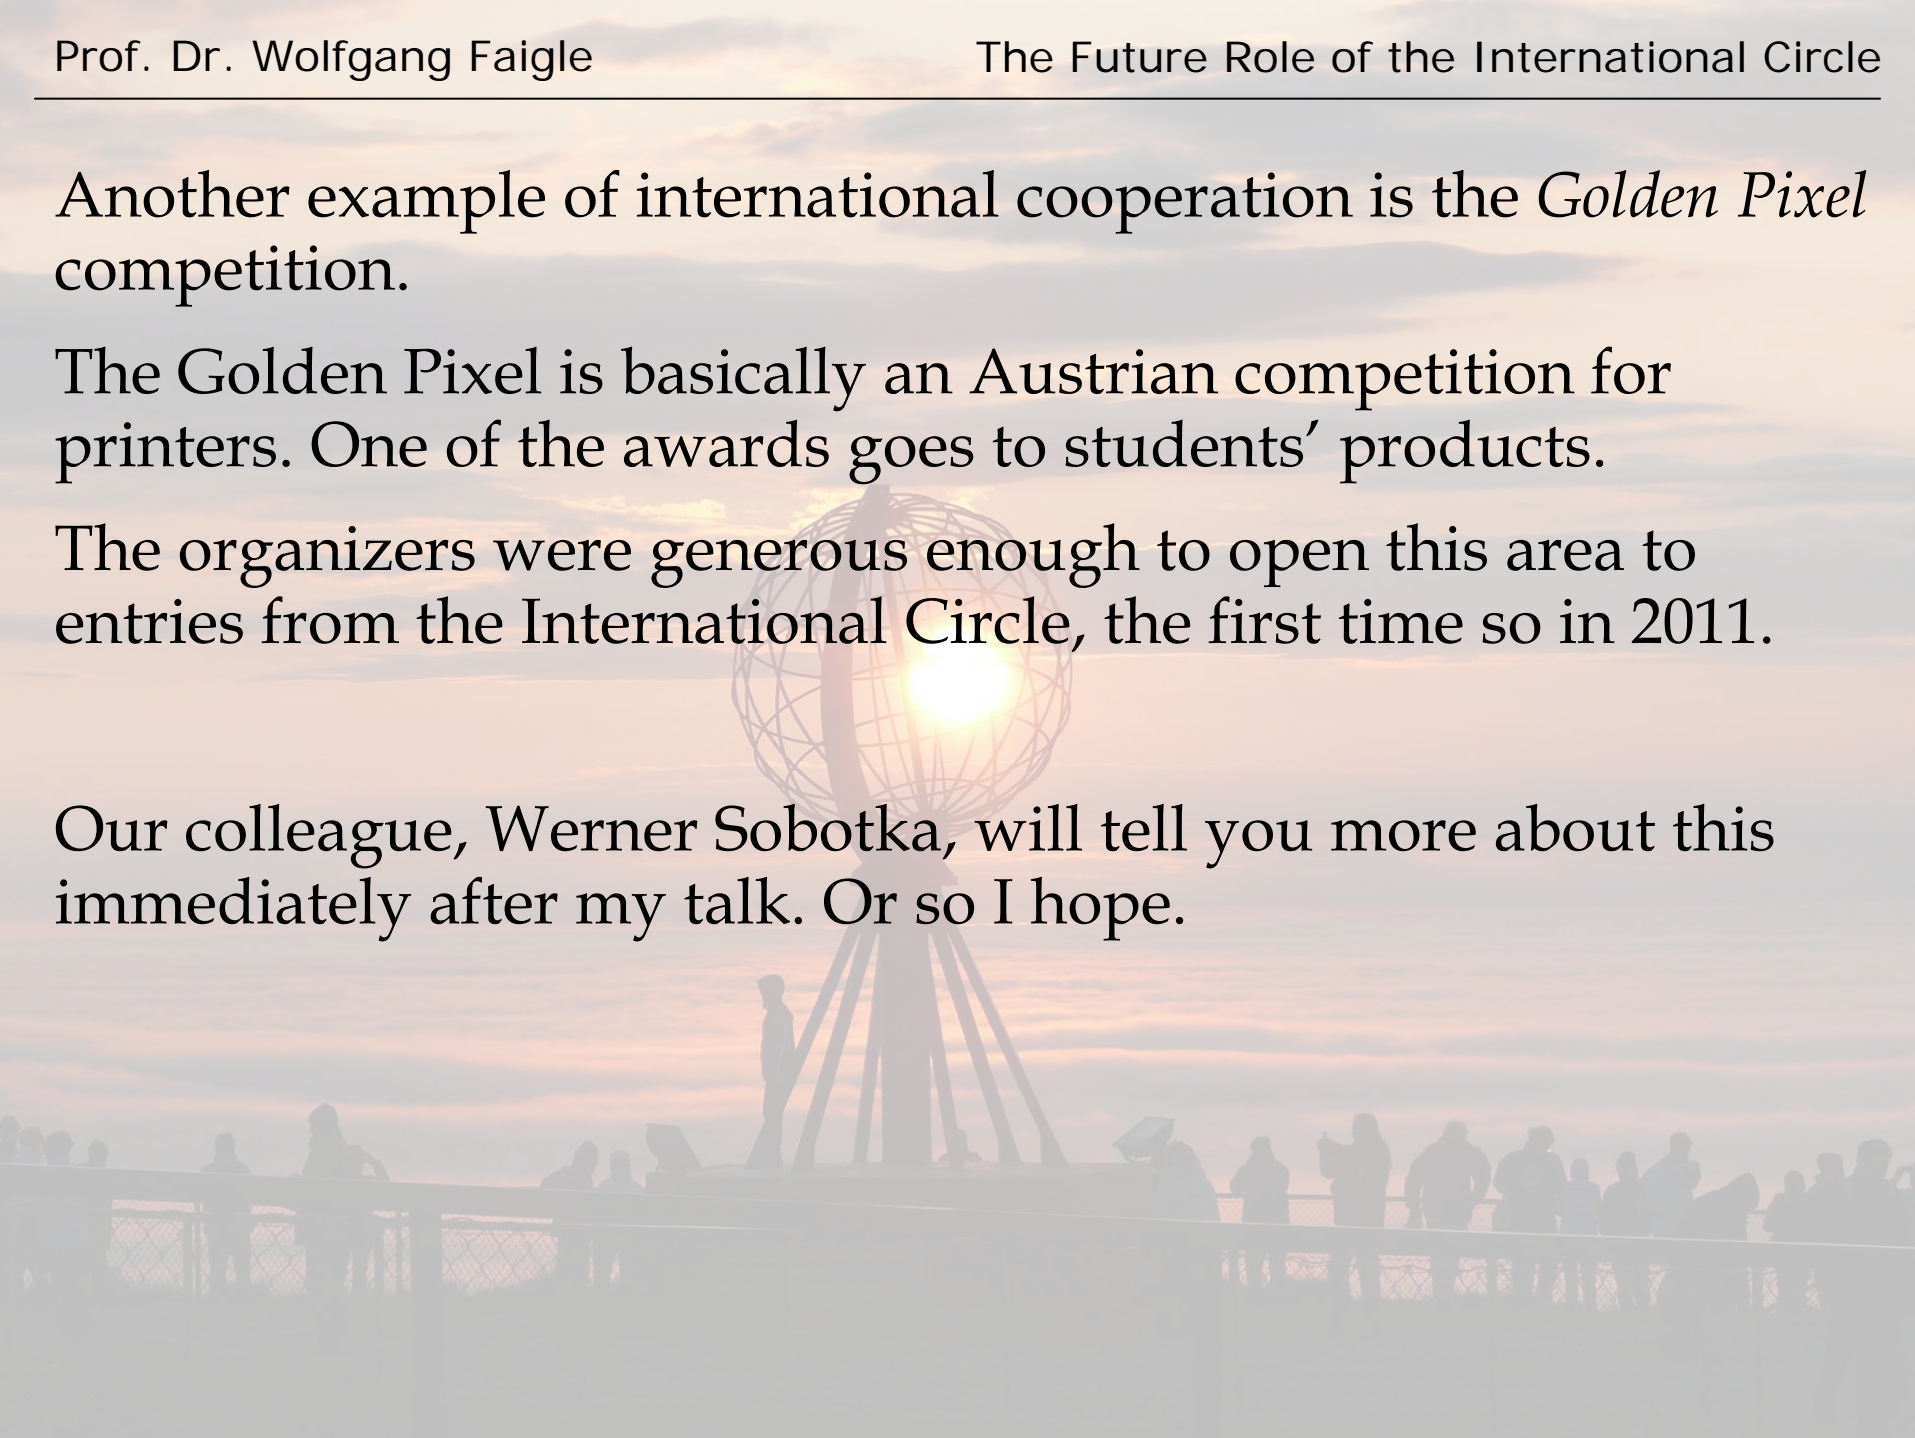 Prof. Dr. Wolfgang Faigle
The Future Role of the International Circle
Another example of international cooperation is the Golden Pixel
competition.
The Golden Pixel is basically an Austrian competition for
printers. One of the awards goes to students’ products.
The organizers were generous enough to open this area to
entries from the International Circle, the first time so in 2011.
Our colleague, Werner Sobotka, will tell you more about this
immediately after my talk. Or so I hope.